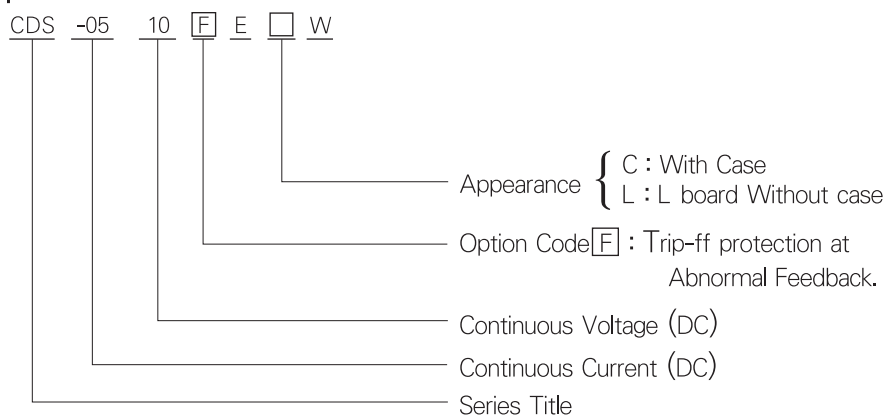 CDS -05 10 F E □ W
Appearance { C : With Case
L : L board Without case
Option Code F : Trip-ff protection at
Abnormal Feedback.
Continuous Voltage (DC)
Continuous Current (DC)
Series Title